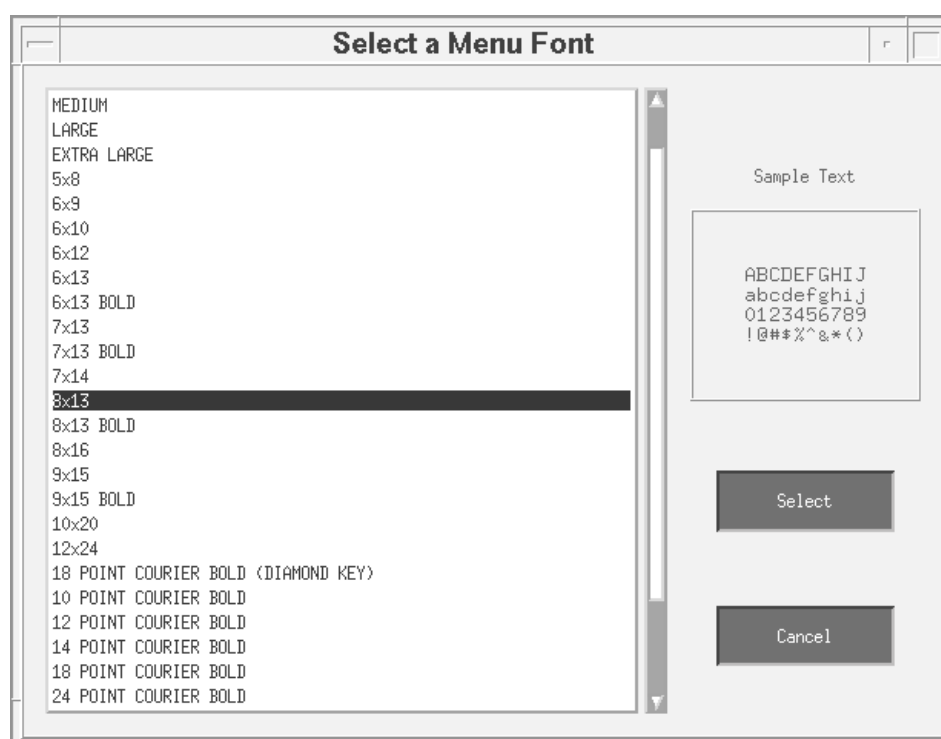 Select a Menu Font
MEDIUM
LARGE
EXTRA LARGE
5x8
6x9
6x10
6x12
6x13
6x13 BOLD
7x13
7x13 BOLD
7x14
8x13
8x13 BOLD
8x16
9x15
9x15 BOLD
10x20
12x24
18 POINT COURIER BOLD (DIAMOND KEY)
10 POINT COURIER BOLD
12 POINT COURIER BOLD
14 POINT COURIER BOLD
18 POINT COURIER BOLD
24 POINT COURIER BOLD
Sample Text
ABCDEFGHIJ
abcdefghij
0123456789
!@#$%^&*()
Select
Cancel